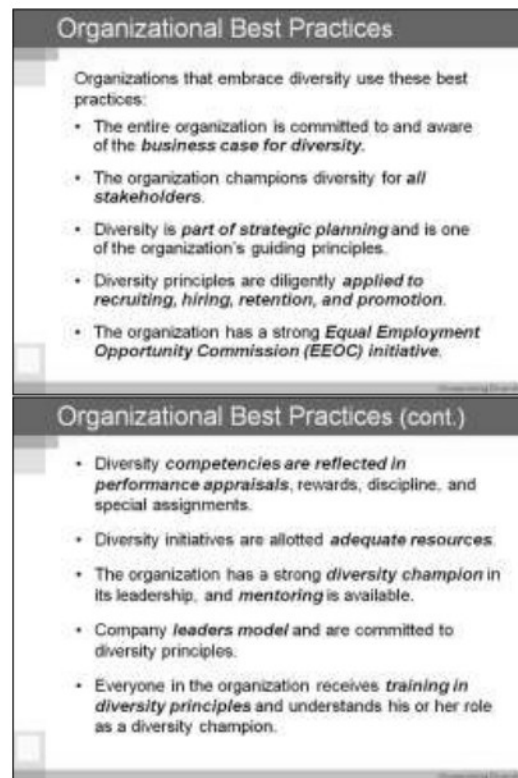 Organizational Best Practices
Organizations that embrace diversity use these best
practices:
• The entire organization is committed to and aware
of the business case for diversity.
• The organization champions diversity for all
stakeholders.
• Diversity is part of strategic planning and is one
of the organization's guiding principles.
• Diversity principles are diligently applied to
recruiting, hiring, retention, and promotion.
• The organization has a strong Equal Employment
Opportunity Commission (EEOC) initiative.
Organizational Best Practices (cont.)
• Diversity competencies are reflected in
performance appraisals, rewards, discipline, and
special assignments.
• Diversity initiatives are allotted adequate resources.
• The organization has a strong diversity champion in
its leadership, and mentoring is available.
• Company leaders model and are committed to
diversity principles.
• Everyone in the organization receives training in
diversity principles and understands his or her role
as a diversity champion.